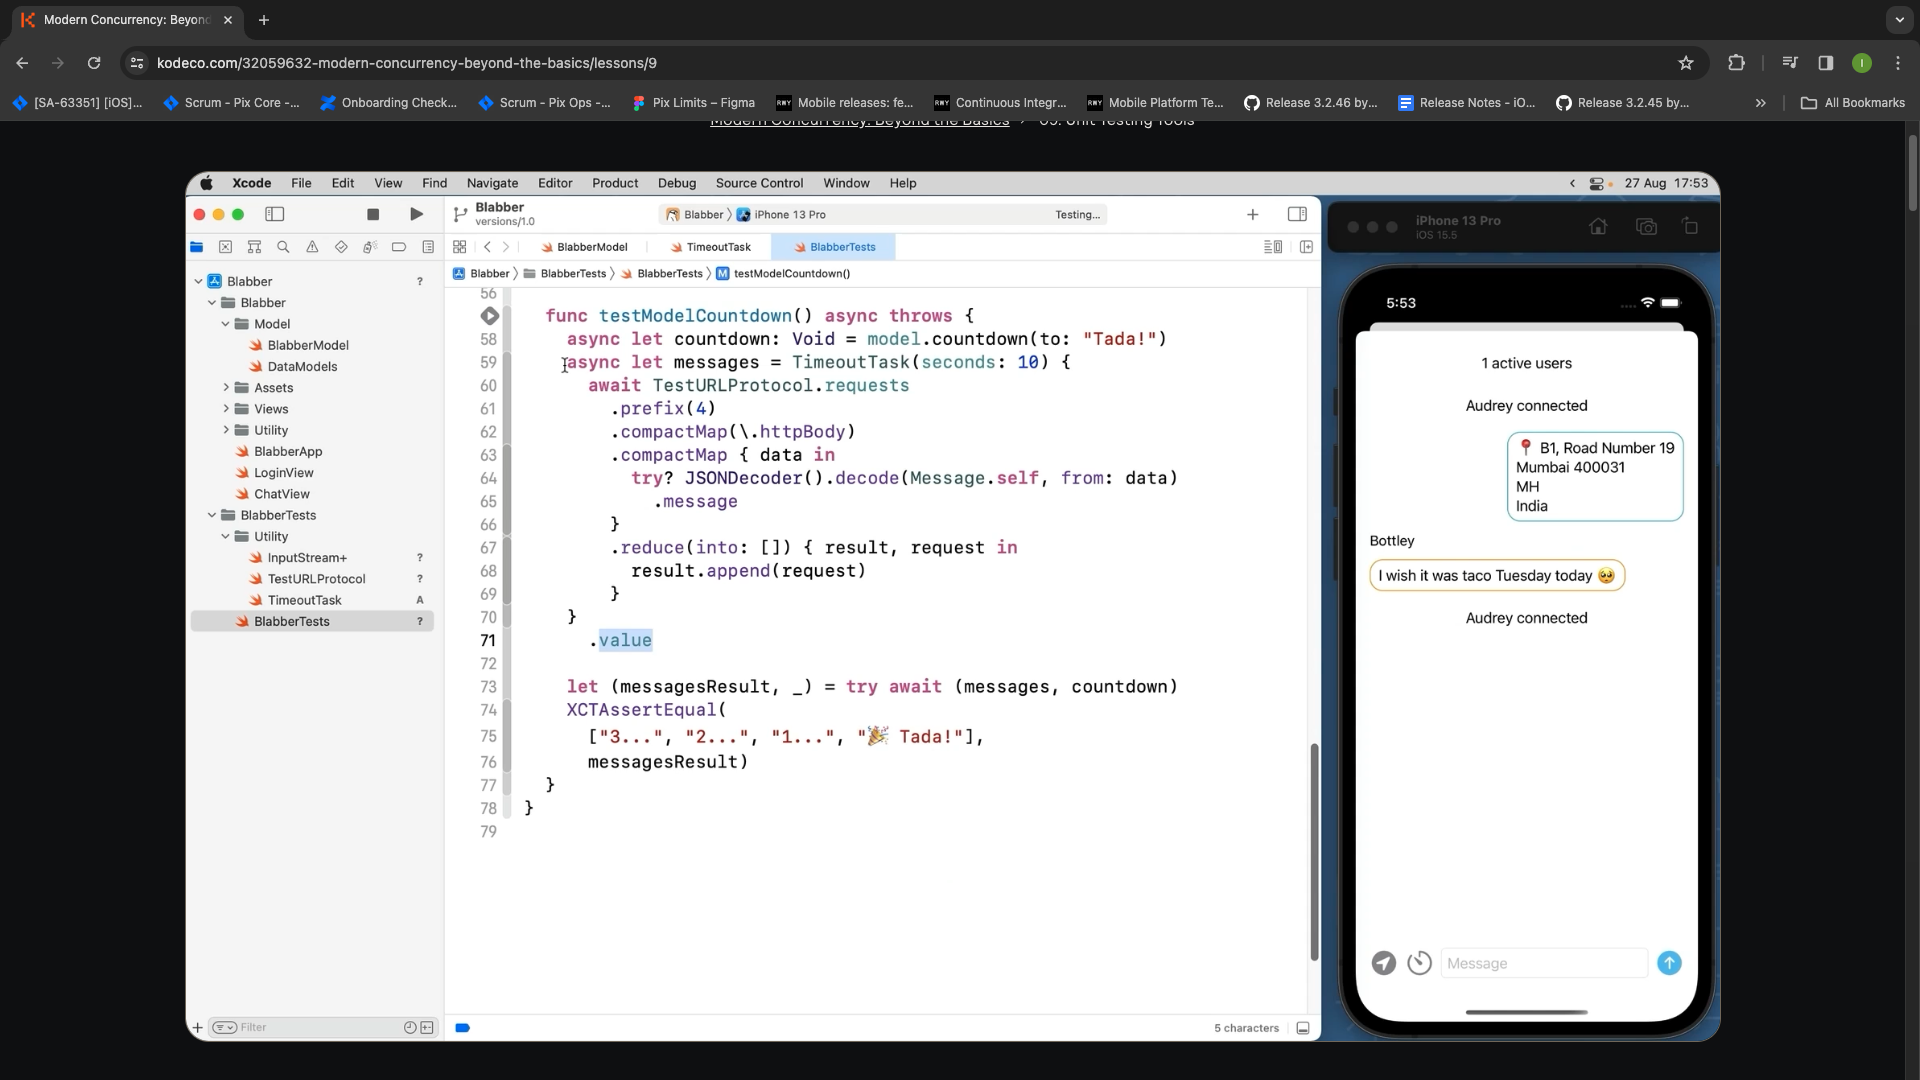 Modern Concurrency: Beyond
kodeco.com/32059632-modern-concurrency-beyond-the-basics/lessons/9
[SA-63351] [iOS]...
Scrum - Pix Core -...
Onboarding Check...
Scrum - Pix Ops -...
Pix Limits – Figma
Mobile releases: fe...
Continuous Integr...
Mobile Platform Te...
Release 3.2.46 by...
Release Notes - iO...
Release 3.2.45 by...
»
All Bookmarks
Modern Concurrency: Beyond the Basics › 09. Unit Testing Tools
Xcode File Edit View Find Navigate Editor Product Debug Source Control Window Help
27 Aug 17:53
Blabber
versions/1.0
Blabber 〉 iPhone 13 Pro
Testing...
BlabberModel
TimeoutTask
BlabberTests
Blabber 〉 BlabberTests 〉 BlabberTests 〉 M testModelCountdown()
Blabber ?
Blabber
Model
BlabberModel
DataModels
Assets
Views
Utility
BlabberApp
LoginView
ChatView
BlabberTests
Utility
InputStream+ ?
TestURLProtocol ?
TimeoutTask A
BlabberTests ?
Filter
56
func testModelCountdown() async throws {
58 async let countdown: Void = model.countdown(to: "Tada!")
59 async let messages = TimeoutTask(seconds: 10) {
60 await TestURLProtocol.requests
61 .prefix(4)
62 .compactMap(\.httpBody)
63 .compactMap { data in
64 try? JSONDecoder().decode(Message.self, from: data)
65 .message
66 }
67 .reduce(into: []) { result, request in
68 result.append(request)
69 }
70 }
71 .value
72
73 let (messagesResult, _) = try await (messages, countdown)
74 XCTAssertEqual(
75 ["3...", "2...", "1...", "🎉 Tada!"],
76 messagesResult)
77 }
78 }
79
5 characters
iPhone 13 Pro
iOS 15.5
5:53
1 active users
Audrey connected
📍 B1, Road Number 19
Mumbai 400031
MH
India
Bottley
I wish it was taco Tuesday today 🥺
Audrey connected
Message